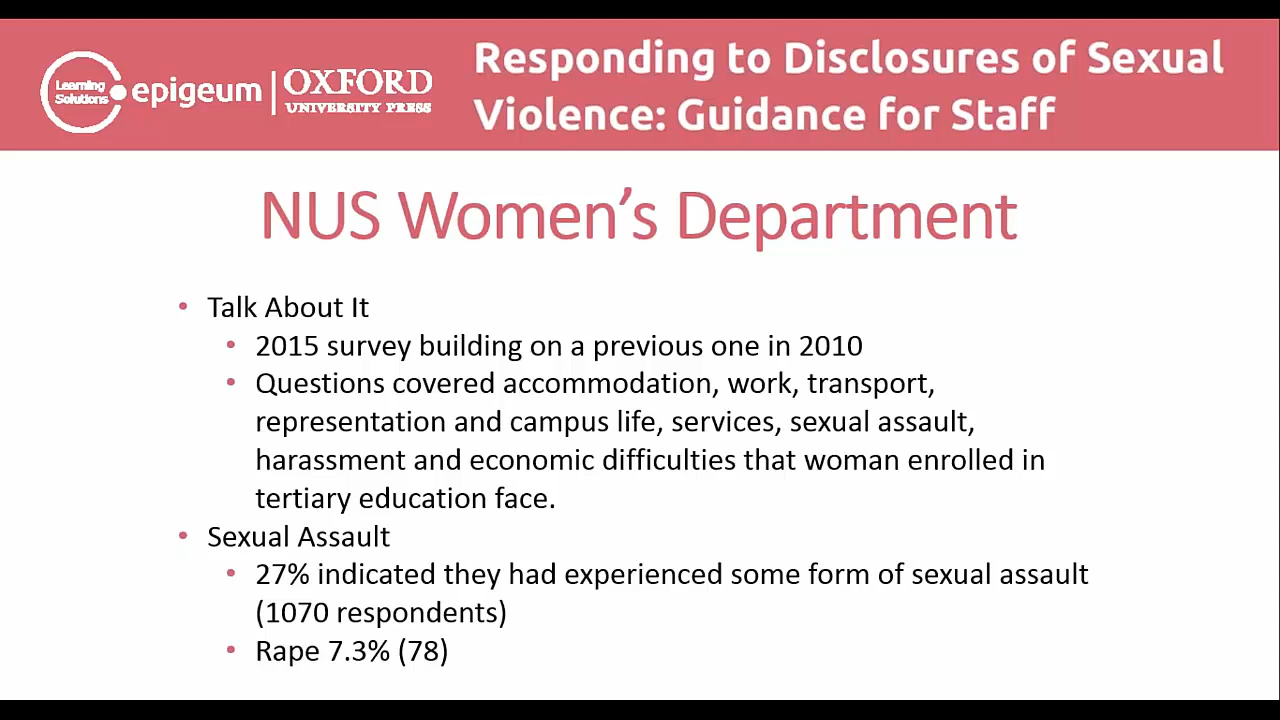 Learning
Solutions
epigeum
OXFORD
UNIVERSITY PRESS
Responding to Disclosures of Sexual
Violence: Guidance for Staff
NUS Women’s Department
• Talk About It
• 2015 survey building on a previous one in 2010
• Questions covered accommodation, work, transport,
representation and campus life, services, sexual assault,
harassment and economic difficulties that woman enrolled in
tertiary education face.
• Sexual Assault
• 27% indicated they had experienced some form of sexual assault
(1070 respondents)
• Rape 7.3% (78)